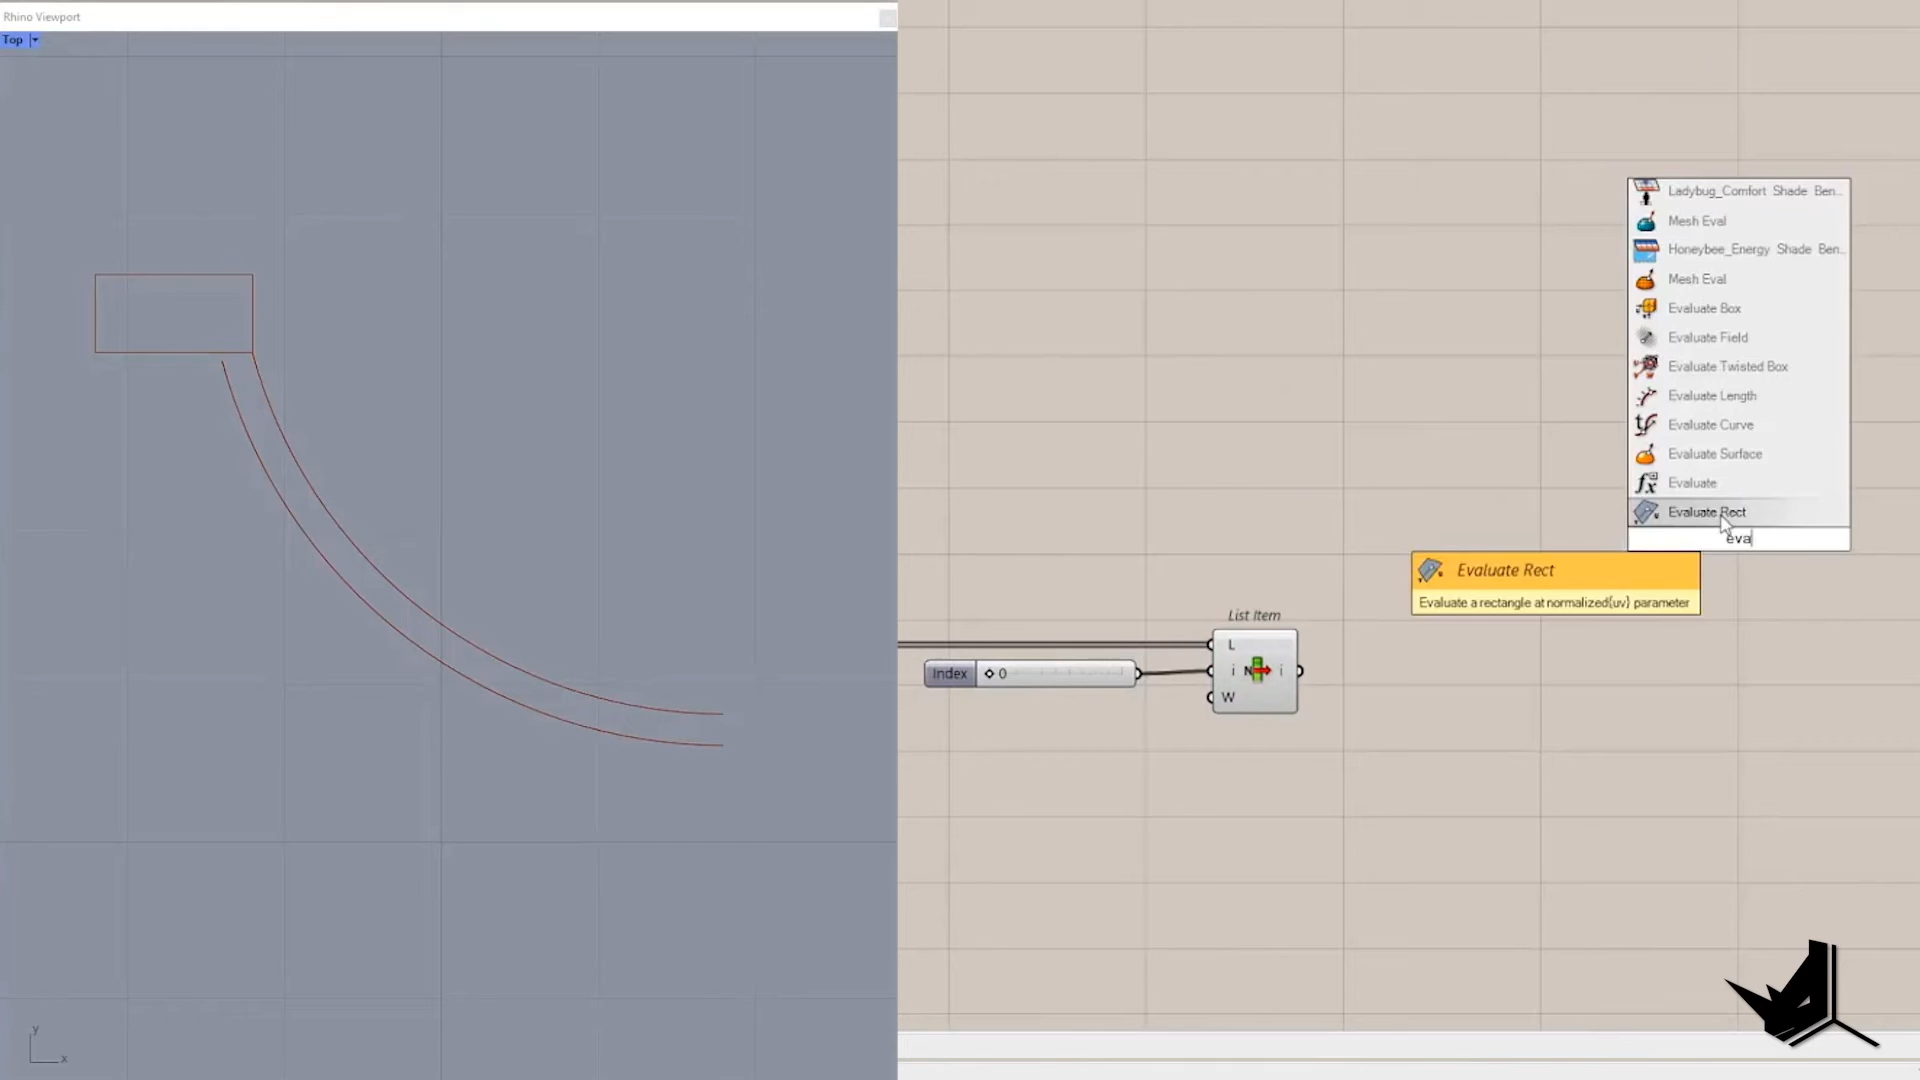 Rhino Viewport
Top
y
x
Ladybug_Comfort Shade Ben...
Mesh Eval
Honeybee_Energy Shade Ben...
Mesh Eval
Evaluate Box
Evaluate Field
Evaluate Twisted Box
Evaluate Length
Evaluate Curve
Evaluate Surface
fx Evaluate
Evaluate Rect
eva
Evaluate Rect
Evaluate a rectangle at normalized{uv} parameter
List Item
L
Index 0
i N i
W